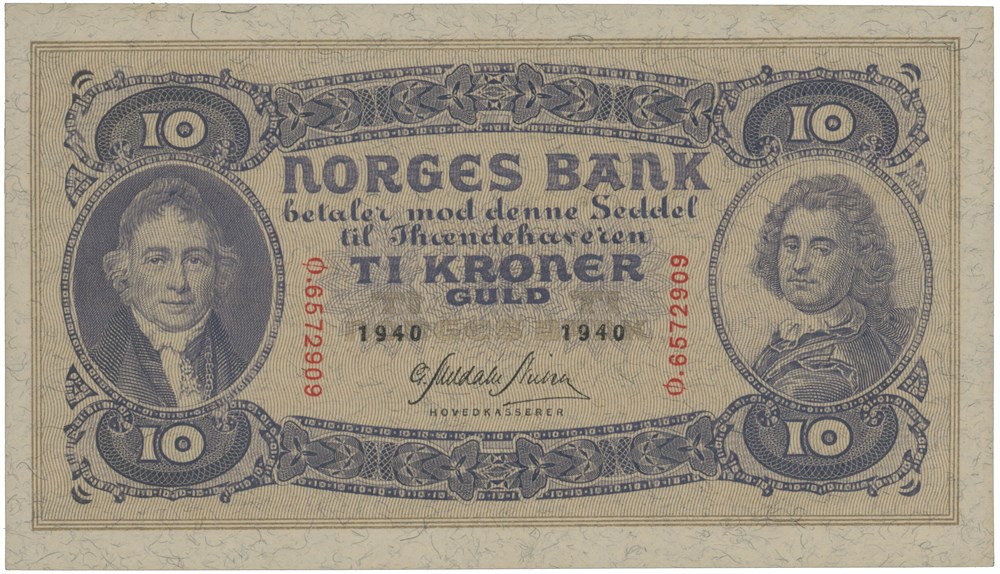 10 10
NORGES BANK
betaler mod denne Seddel
til Ihændehaveren
TI KRONER
GULD
1940 1940
Ø.6572909 Ø.6572909
HOVEDKASSERER
10 10